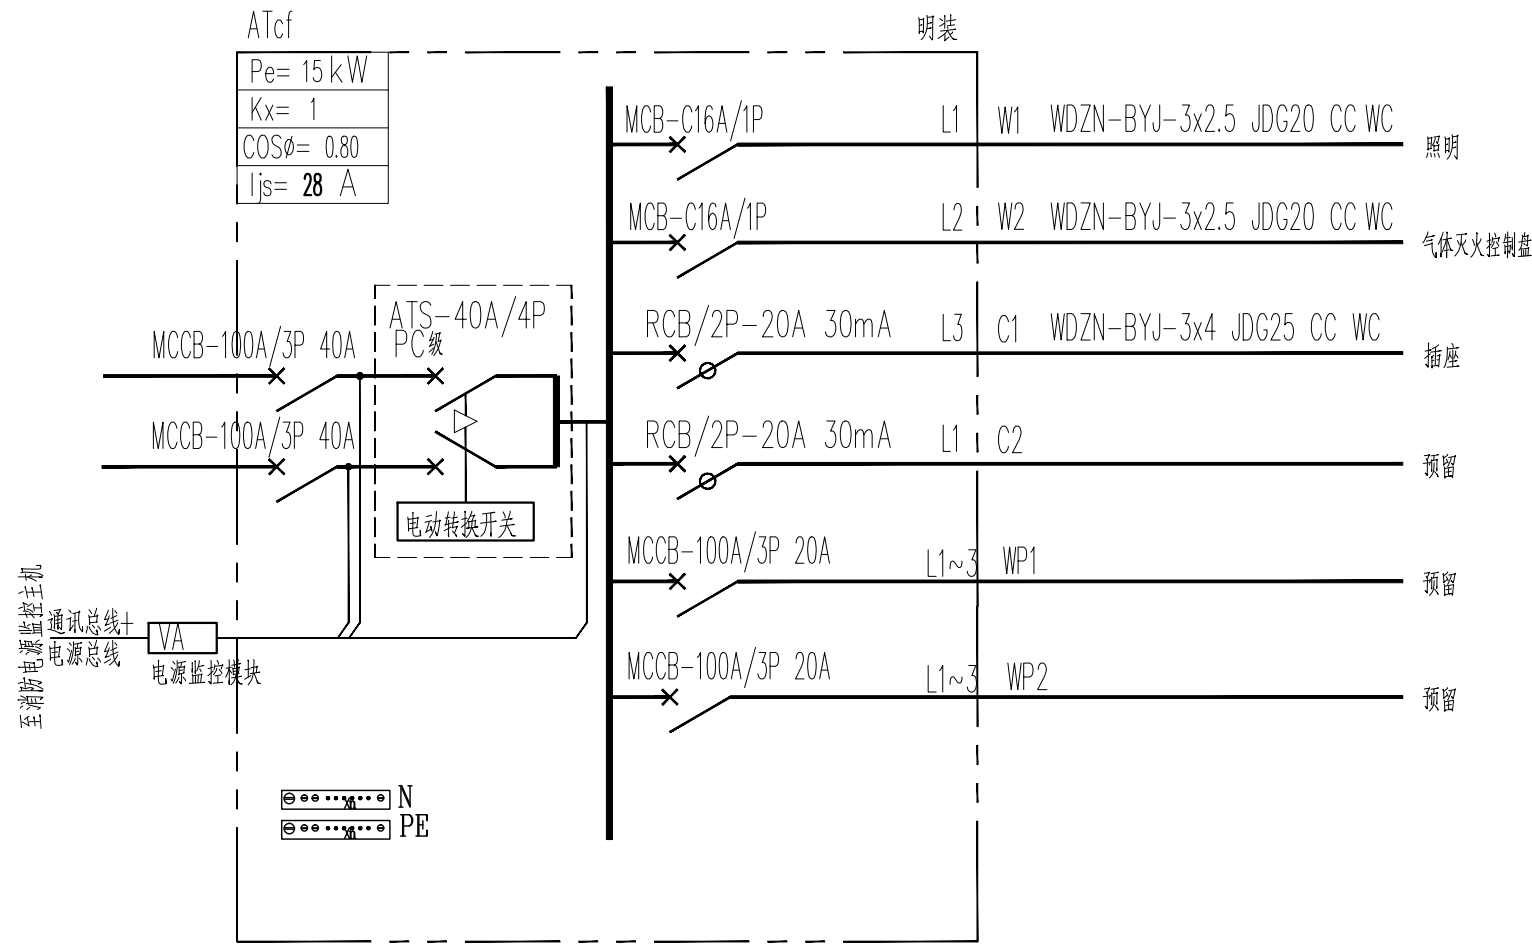 ATcf
明装
Pe= 15kW
Kx= 1
COSø= 0.80
Ijs= 28 A
MCB-C16A/1P L1 W1 WDZN-BYJ-3x2.5 JDG20 CC WC
照明
MCB-C16A/1P L2 W2 WDZN-BYJ-3x2.5 JDG20 CC WC
气体灭火控制盘
RCB/2P-20A 30mA L3 C1 WDZN-BYJ-3x4 JDG25 CC WC
插座
RCB/2P-20A 30mA L1 C2
预留
MCCB-100A/3P 20A L1~3 WP1
预留
MCCB-100A/3P 20A L1~3 WP2
预留
MCCB-100A/3P 40A
MCCB-100A/3P 40A
ATS-40A/4P
PC级
电动转换开关
至消防电源监控主机
通讯总线+
电源总线
VA
电源监控模块
Xn
N
Xn
PE